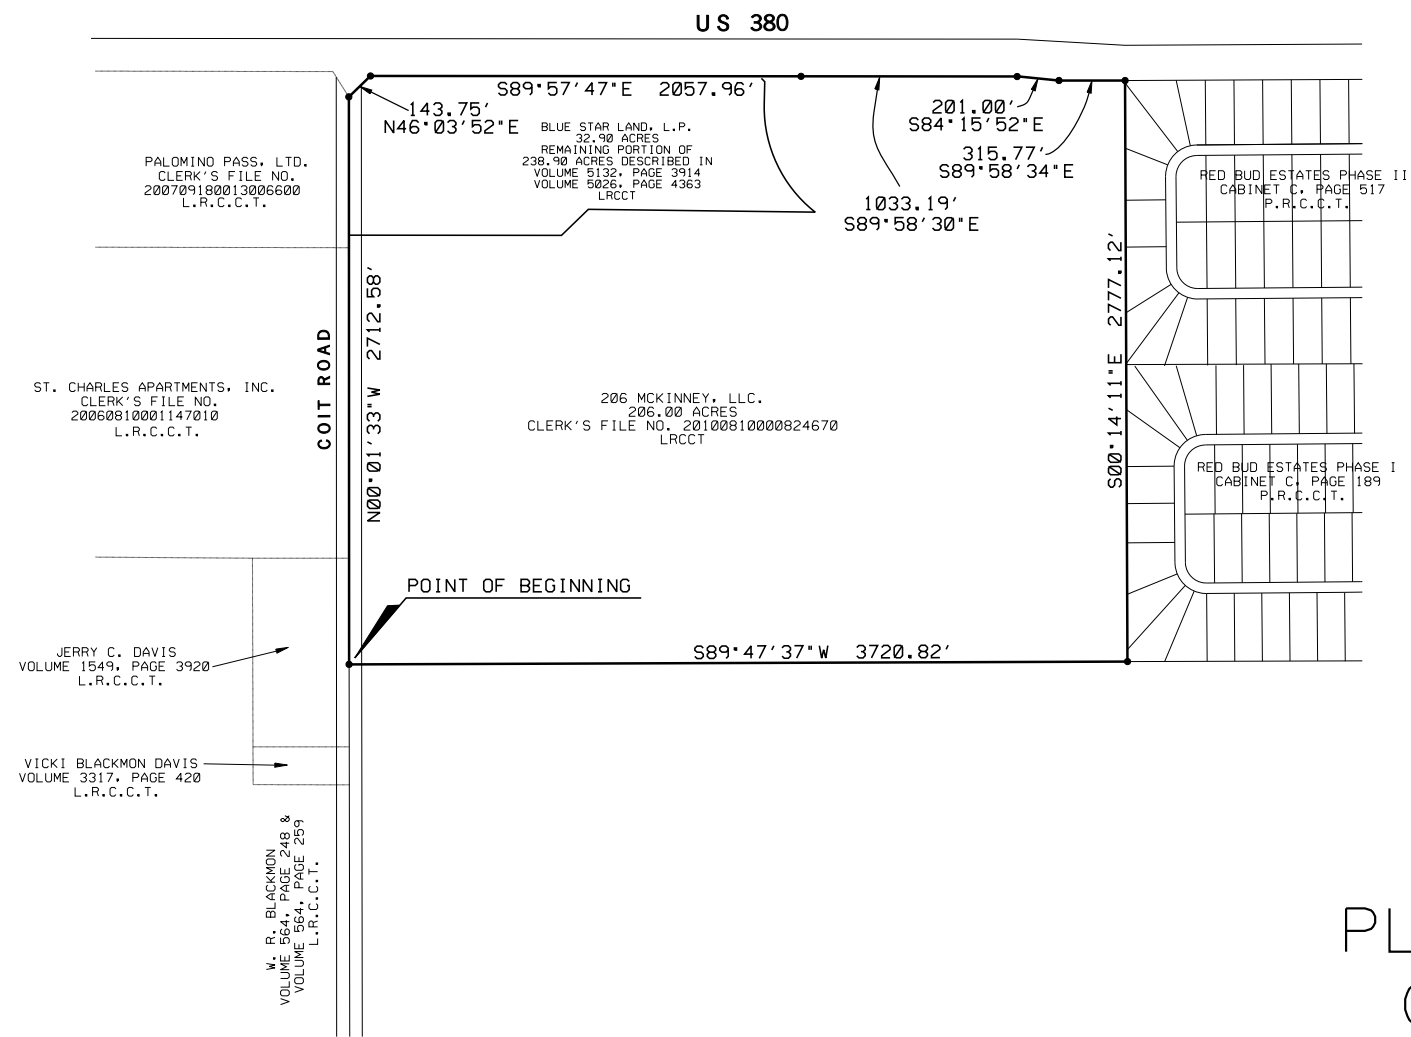 US 380
S89°57'47"E 2057.96'
143.75'
N46°03'52"E
BLUE STAR LAND, L.P.
32.90 ACRES
REMAINING PORTION OF
238.90 ACRES DESCRIBED IN
VOLUME 5132, PAGE 3914
VOLUME 5026, PAGE 4363
LRCCT
201.00'
S84°15'52"E
315.77'
S89°58'34"E
1033.19'
S89°58'30"E
PALOMINO PASS, LTD.
CLERK'S FILE NO.
200709180013006600
L.R.C.C.T.
RED BUD ESTATES PHASE II
CABINET C, PAGE 517
P.R.C.C.T.
N00°01'33"W 2712.58'
S00°14'11"E 2777.12'
COIT ROAD
ST. CHARLES APARTMENTS, INC.
CLERK'S FILE NO.
20060810001147010
L.R.C.C.T.
206 MCKINNEY, LLC.
206.00 ACRES
CLERK'S FILE NO. 20100810000824670
LRCCT
RED BUD ESTATES PHASE I
CABINET C, PAGE 189
P.R.C.C.T.
POINT OF BEGINNING
S89°47'37"W 3720.82'
JERRY C. DAVIS
VOLUME 1549, PAGE 3920
L.R.C.C.T.
VICKI BLACKMON DAVIS
VOLUME 3317, PAGE 420
L.R.C.C.T.
W. R. BLACKMON
VOLUME 564, PAGE 248 &
VOLUME 564, PAGE 259
L.R.C.C.T.
PL